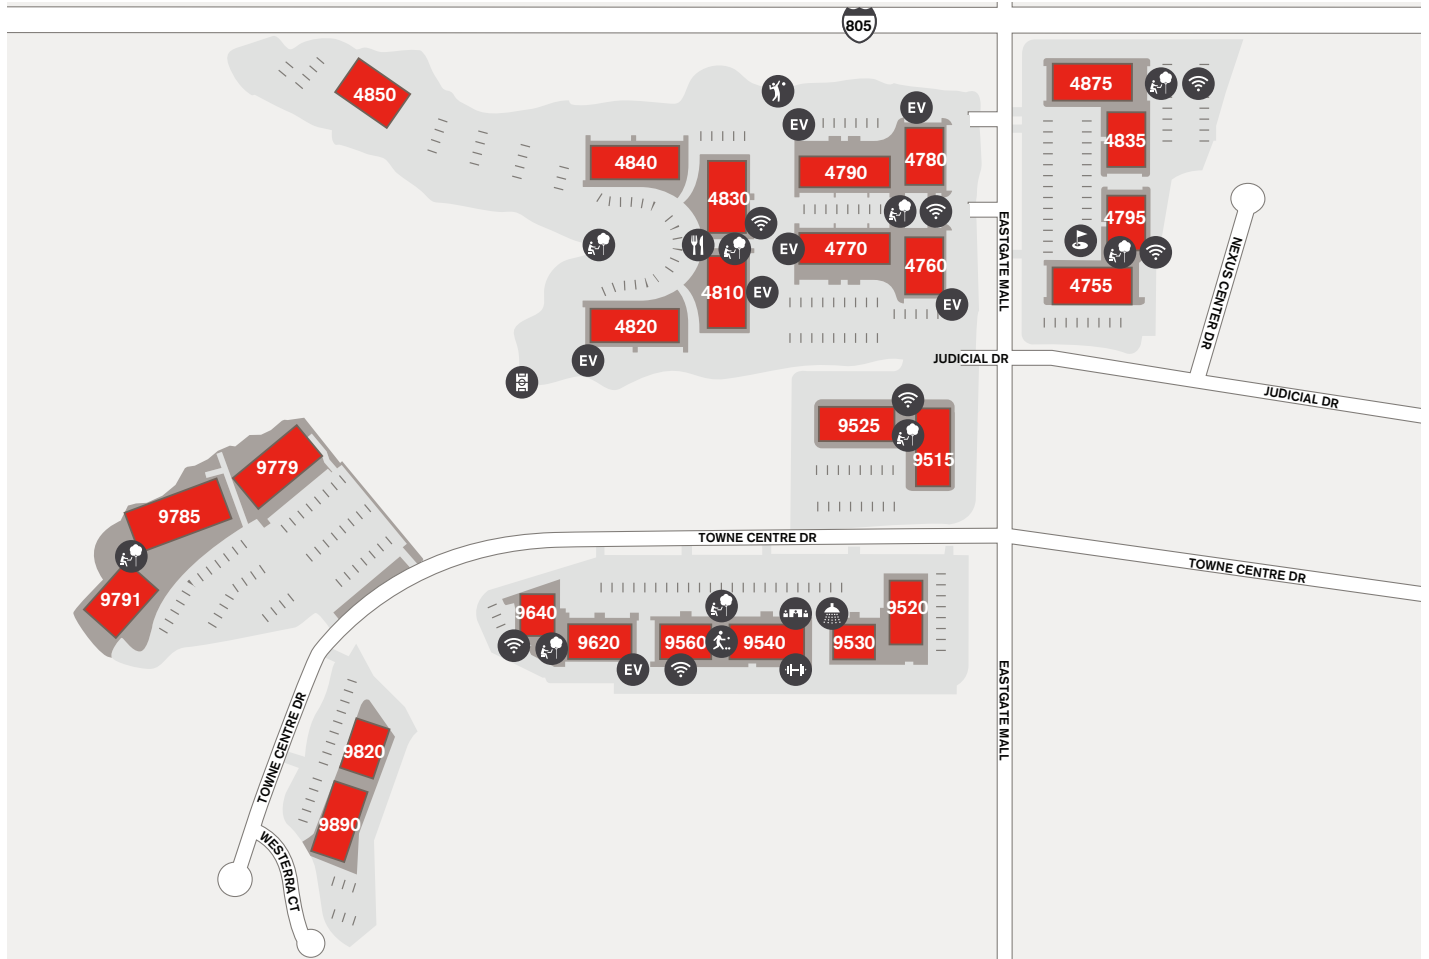 805
4850
4875
EV
EV
4840
4790
4780
4835
4830
4795
EASTGATE MALL
NEXUS CENTER DR
EV
4770
4760
4810
EV
4755
EV
4820
EV
JUDICIAL DR
JUDICIAL DR
9525
9515
9779
9785
TOWNE CENTRE DR
TOWNE CENTRE DR
9791
9640
9620
9560
9540
9530
9520
EV
EASTGATE MALL
TOWNE CENTRE DR
9820
9890
WESTERRA CT